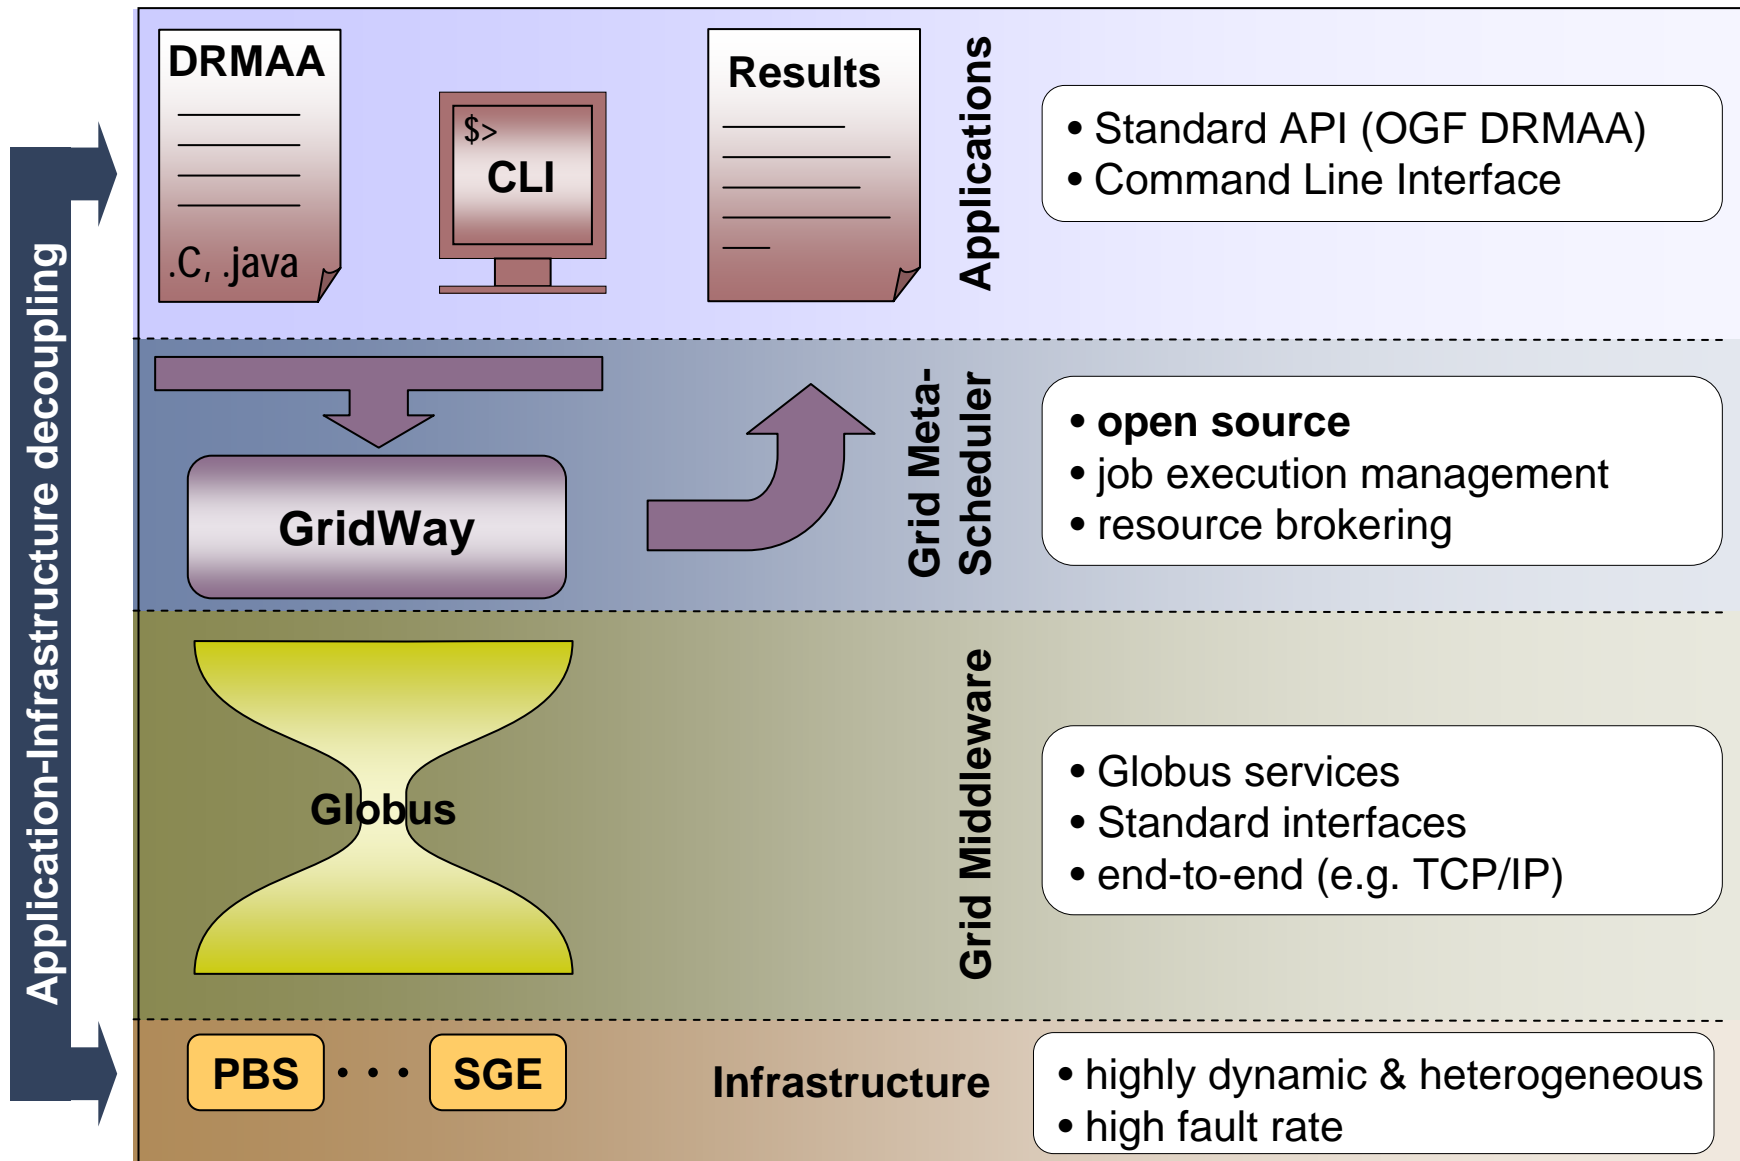 Application-Infrastructure decoupling
DRMAA
.C, .java
$>
CLI
Results
Applications
• Standard API (OGF DRMAA)
• Command Line Interface
GridWay
Grid Meta-
Scheduler
• open source
• job execution management
• resource brokering
Globus
Grid Middleware
• Globus services
• Standard interfaces
• end-to-end (e.g. TCP/IP)
PBS
• • •
SGE
Infrastructure
• highly dynamic & heterogeneous
• high fault rate